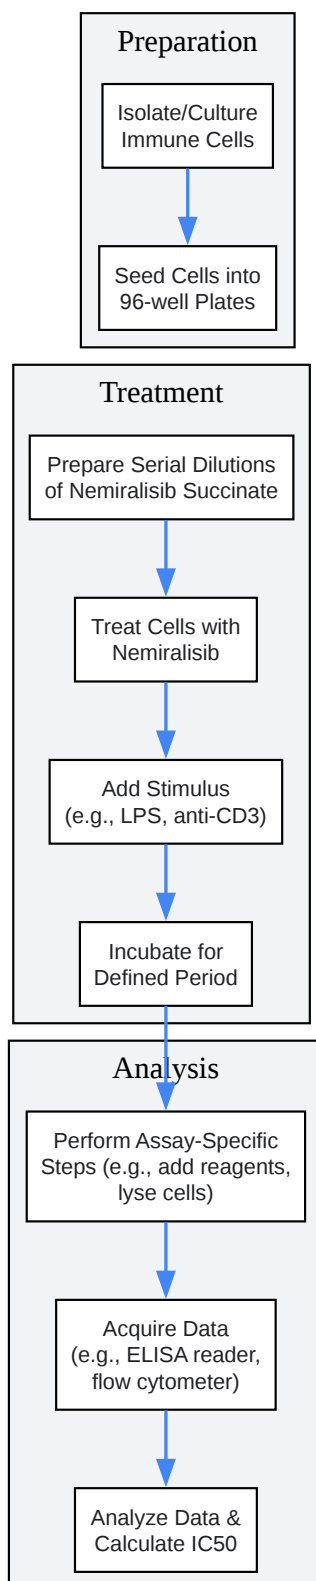 Preparation
Isolate/Culture
Immune Cells
Seed Cells into
96-well Plates
Treatment
Prepare Serial Dilutions
of Nemiralisib Succinate
Treat Cells with
Nemiralisib
Add Stimulus
(e.g., LPS, anti-CD3)
Incubate for
Defined Period
Analysis
Perform Assay-Specific
Steps (e.g., add reagents,
lyse cells)
Acquire Data
(e.g., ELISA reader,
flow cytometer)
Analyze Data &
Calculate IC50